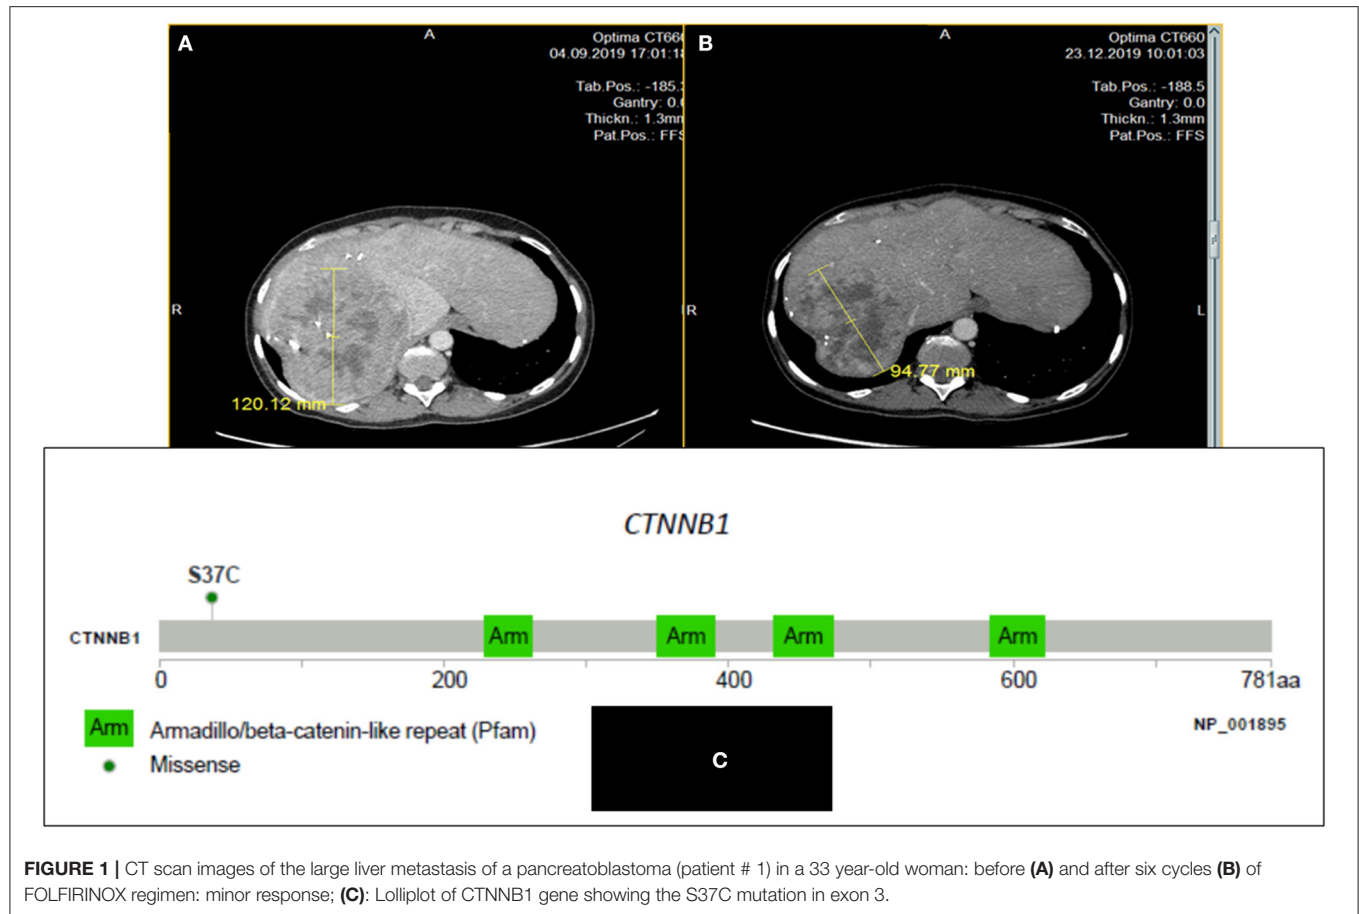 A
A
Optima CT660
04.09.2019 17:01:18
Tab.Pos.: -185.3
Gantry: 0.0
Thickn.: 1.3mm
Pat.Pos.: FFS
R
120.12 mm
B
A
Optima CT660
23.12.2019 10:01:03
Tab.Pos.: -188.5
Gantry: 0.0
Thickn.: 1.3mm
Pat.Pos.: FFS
R
L
94.77 mm
CTNNB1
S37C
CTNNB1
Arm Arm Arm Arm
0 200 400 600 781aa
Arm Armadillo/beta-catenin-like repeat (Pfam)
NP_001895
Missense
C
FIGURE 1 | CT scan images of the large liver metastasis of a pancreatoblastoma (patient # 1) in a 33 year-old woman: before (A) and after six cycles (B) of
FOLFIRINOX regimen: minor response; (C): Lolliplot of CTNNB1 gene showing the S37C mutation in exon 3.